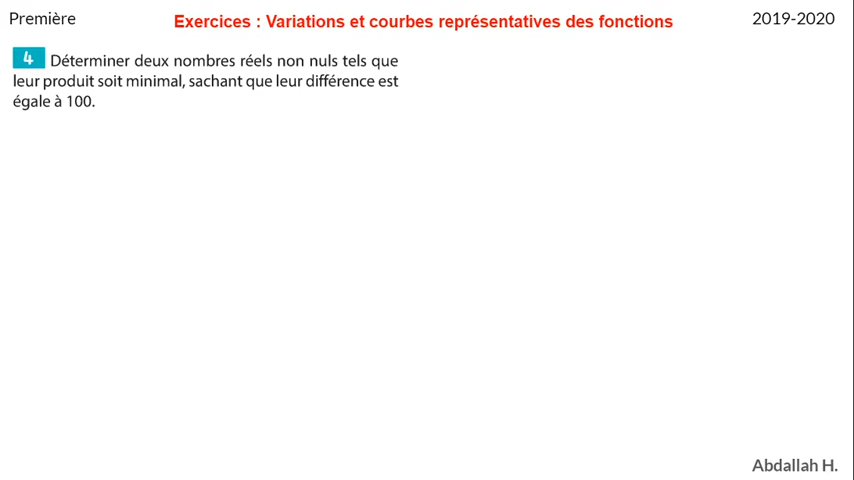 Première
Exercices : Variations et courbes représentatives des fonctions
2019-2020
4 Déterminer deux nombres réels non nuls tels que
leur produit soit minimal, sachant que leur différence est
égale à 100.
Abdallah H.